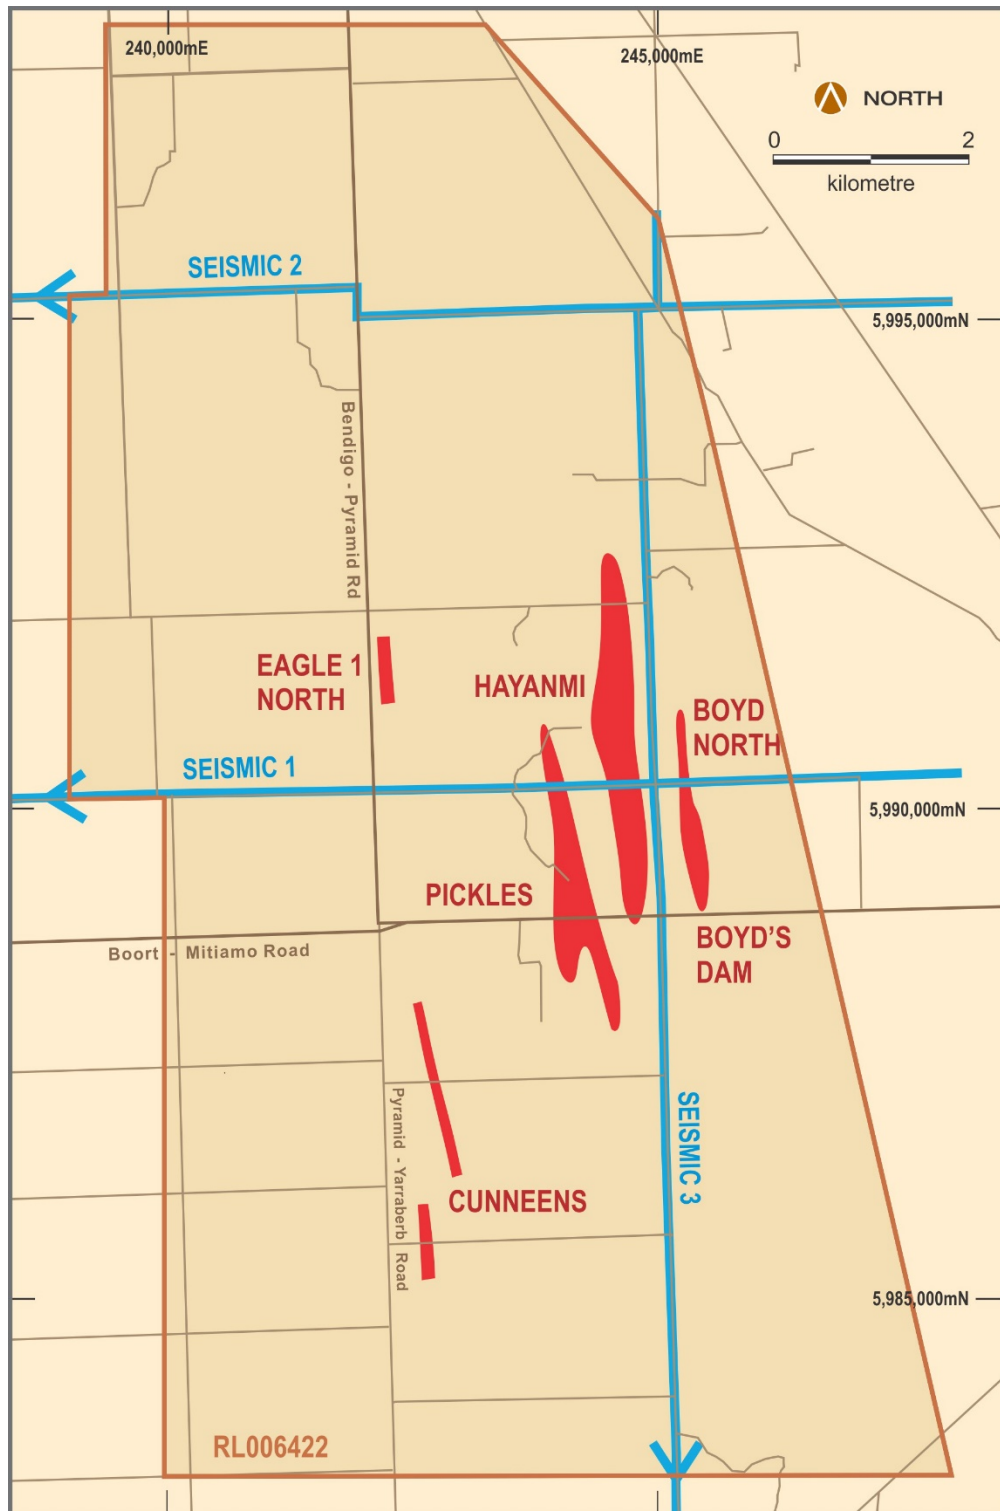 240,000mE
245,000mE
NORTH
0 2
kilometre
SEISMIC 2
5,995,000mN
Bendigo - Pyramid Rd
EAGLE 1
NORTH
HAYANMI
BOYD
NORTH
SEISMIC 1
5,990,000mN
PICKLES
BOYD'S
DAM
Boort - Mitiamo Road
Pyramid - Yarraberb Road
SEISMIC 3
CUNNEENS
5,985,000mN
RL006422